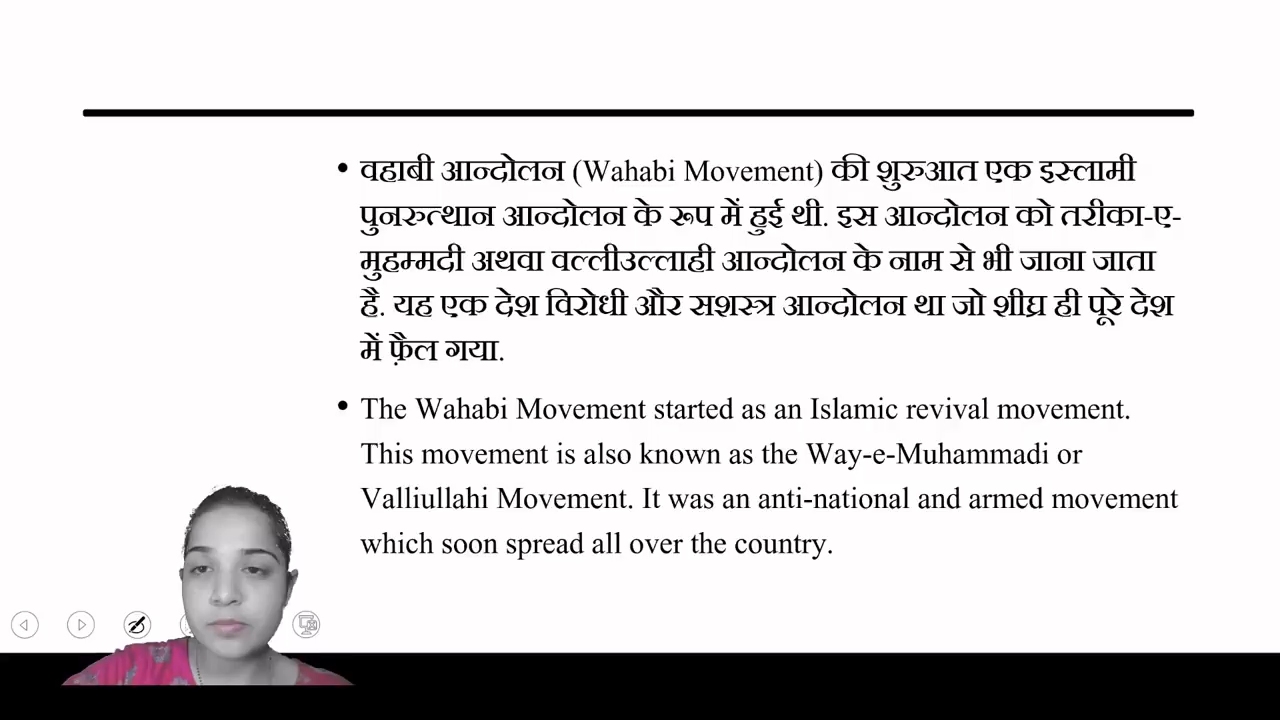 • वहाबी आन्दोलन (Wahabi Movement) की शुरुआत एक इस्लामी
पुनरुत्थान आन्दोलन के रूप में हुई थी. इस आन्दोलन को तरीका-ए-
मुहम्मदी अथवा वल्लीउल्लाही आन्दोलन के नाम से भी जाना जाता
है. यह एक देश विरोधी और सशस्त्र आन्दोलन था जो शीघ्र ही पूरे देश
में फ़ैल गया.
• The Wahabi Movement started as an Islamic revival movement.
This movement is also known as the Way-e-Muhammadi or
Valliullahi Movement. It was an anti-national and armed movement
which soon spread all over the country.